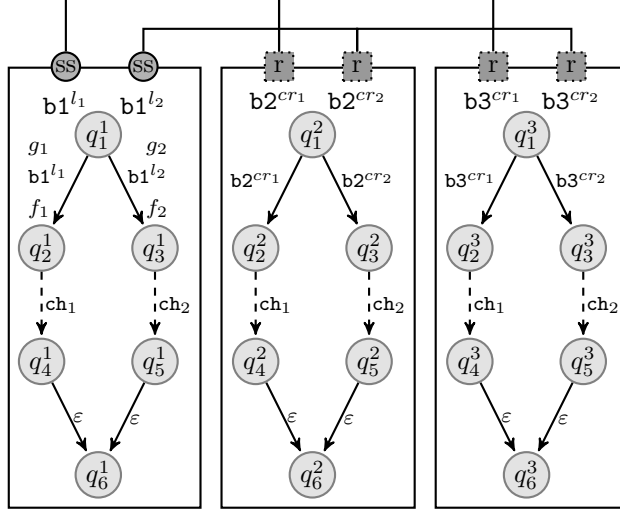 ss ss r r r r
b1^{l_1} b1^{l_2} b2^{cr_1} b2^{cr_2} b3^{cr_1} b3^{cr_2}
q_1^1 q_1^2 q_1^3
g_1 g_2
b1^{l_1} b1^{l_2} b2^{cr_1} b2^{cr_2} b3^{cr_1} b3^{cr_2}
f_1 f_2
q_2^1 q_3^1 q_2^2 q_3^2 q_2^3 q_3^3
ch_1 ch_2 ch_1 ch_2 ch_1 ch_2
q_4^1 q_5^1 q_4^2 q_5^2 q_4^3 q_5^3
ε ε ε ε ε ε
q_6^1 q_6^2 q_6^3